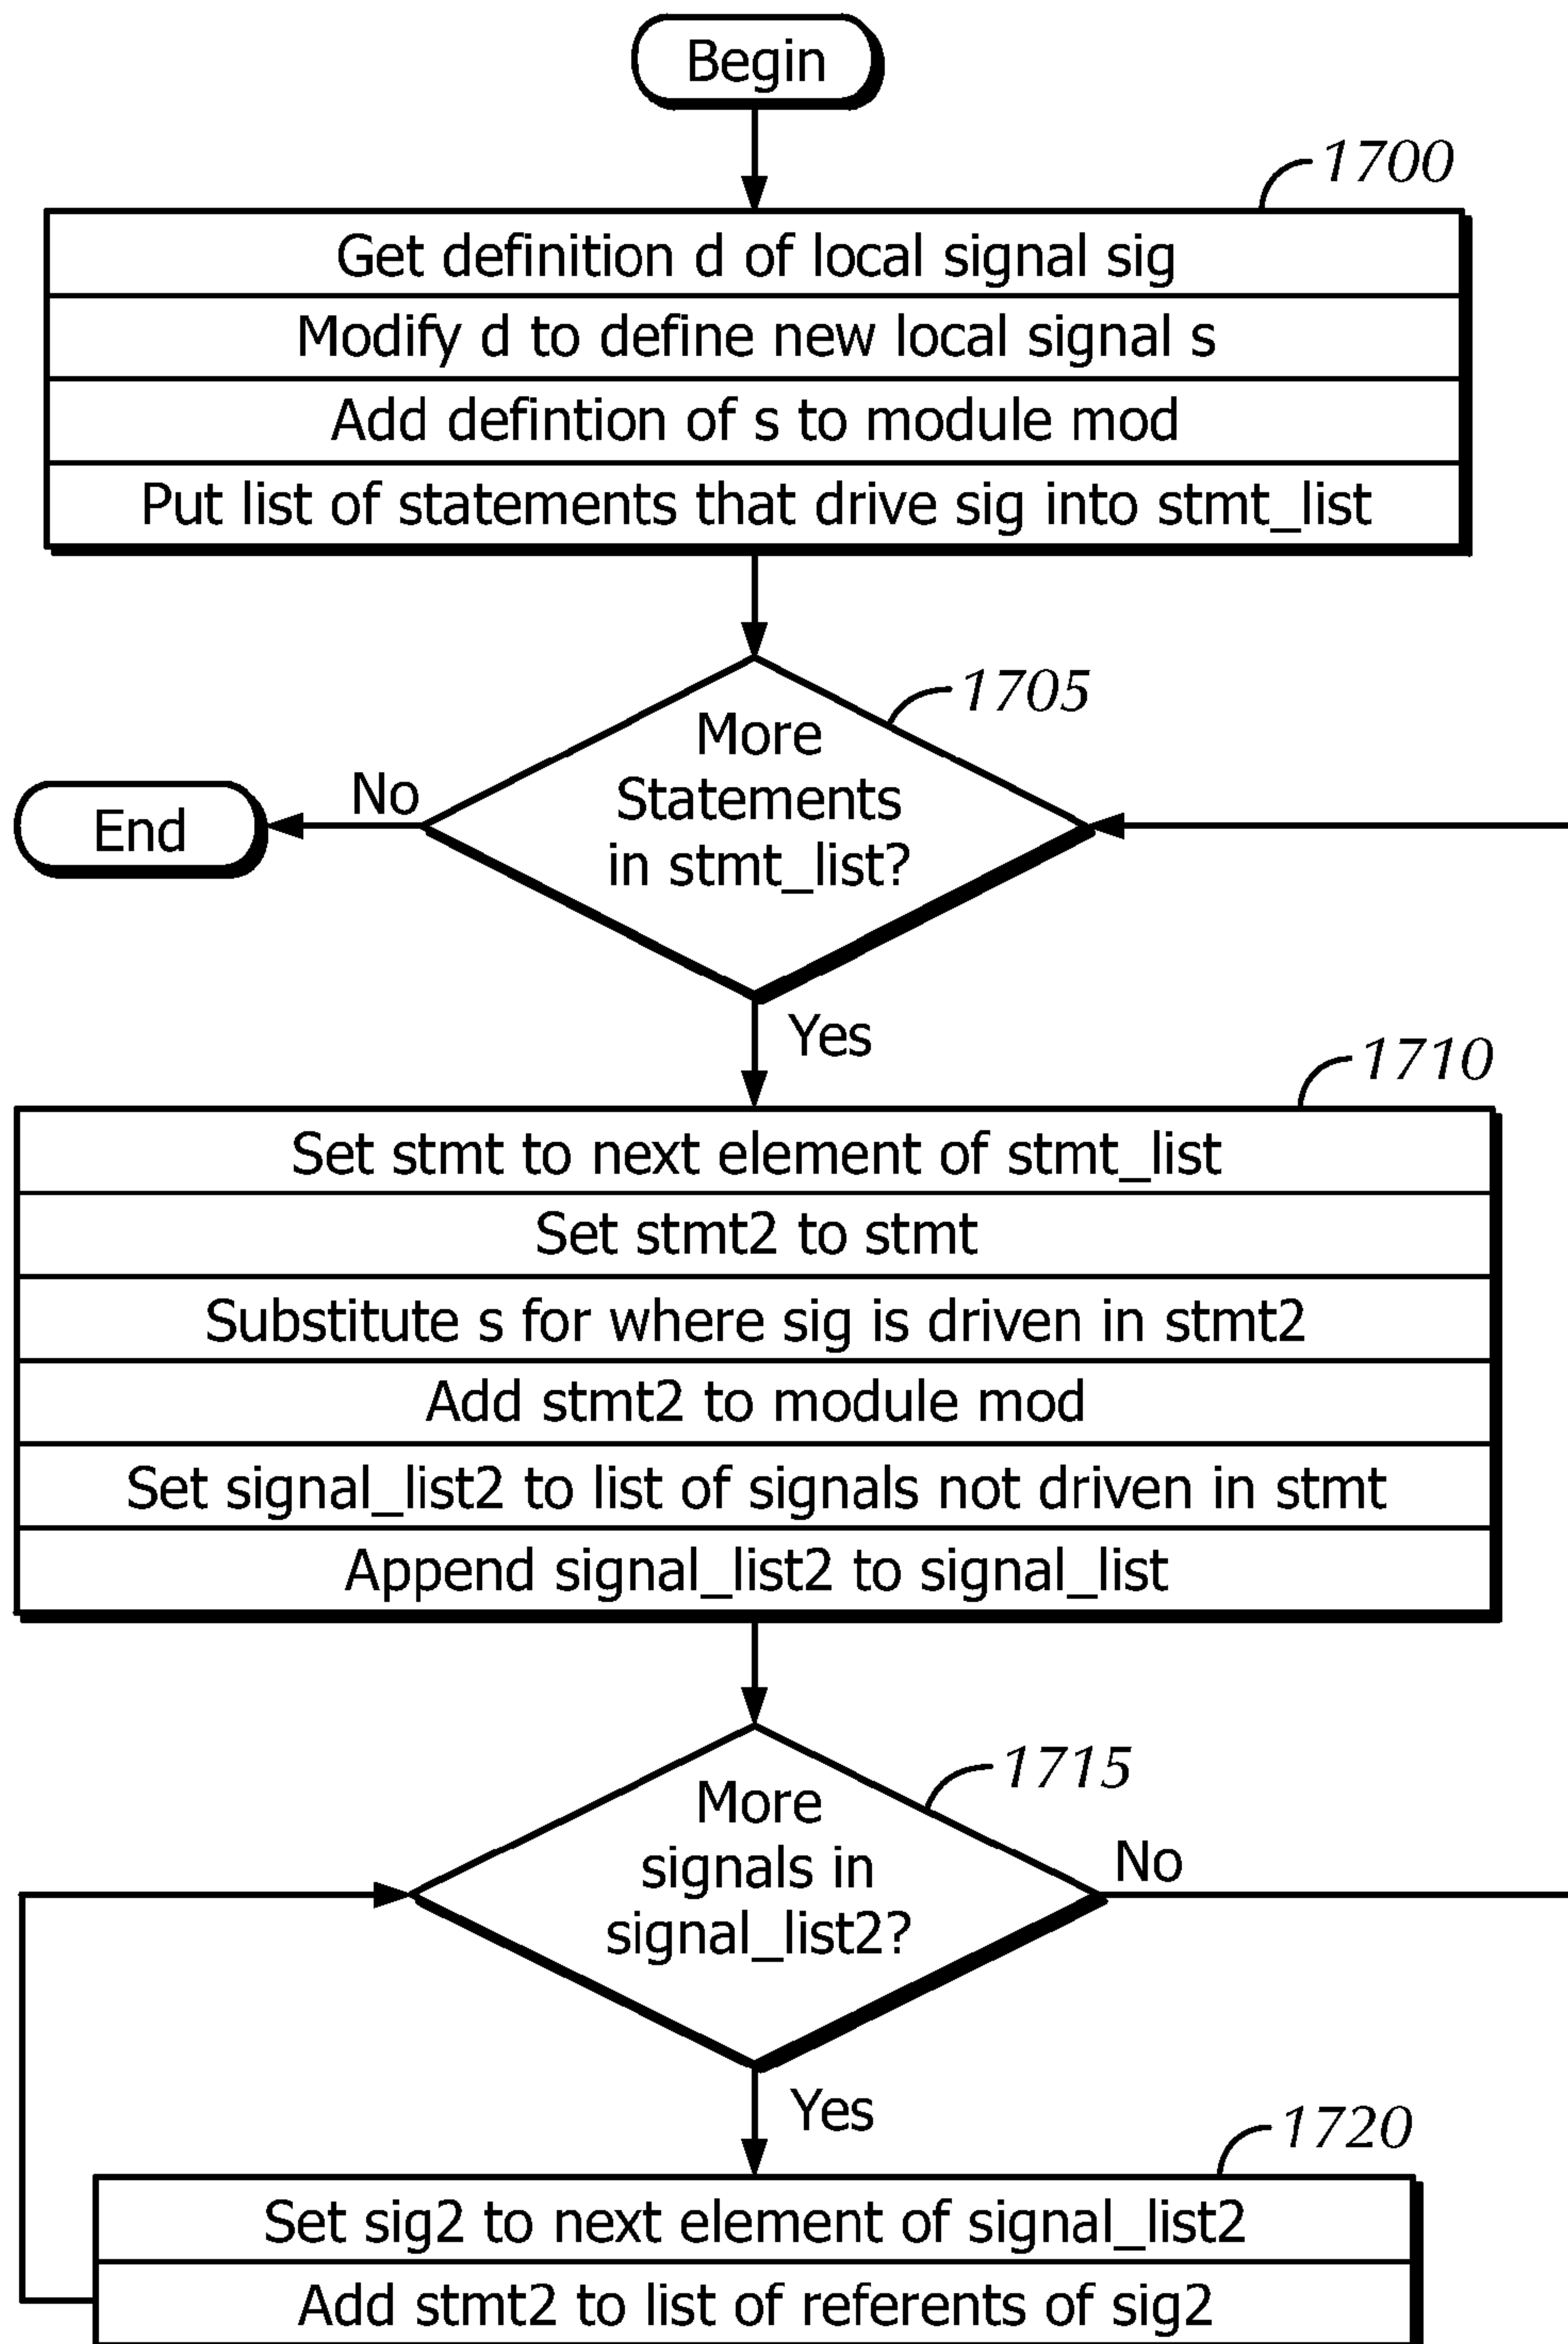 Begin
1700
Get definition d of local signal sig
Modify d to define new local signal s
Add defintion of s to module mod
Put list of statements that drive sig into stmt_list
1705
More
Statements
in stmt_list?
No
End
Yes
1710
Set stmt to next element of stmt_list
Set stmt2 to stmt
Substitute s for where sig is driven in stmt2
Add stmt2 to module mod
Set signal_list2 to list of signals not driven in stmt
Append signal_list2 to signal_list
1715
More
signals in
signal_list2?
No
Yes
1720
Set sig2 to next element of signal_list2
Add stmt2 to list of referents of sig2